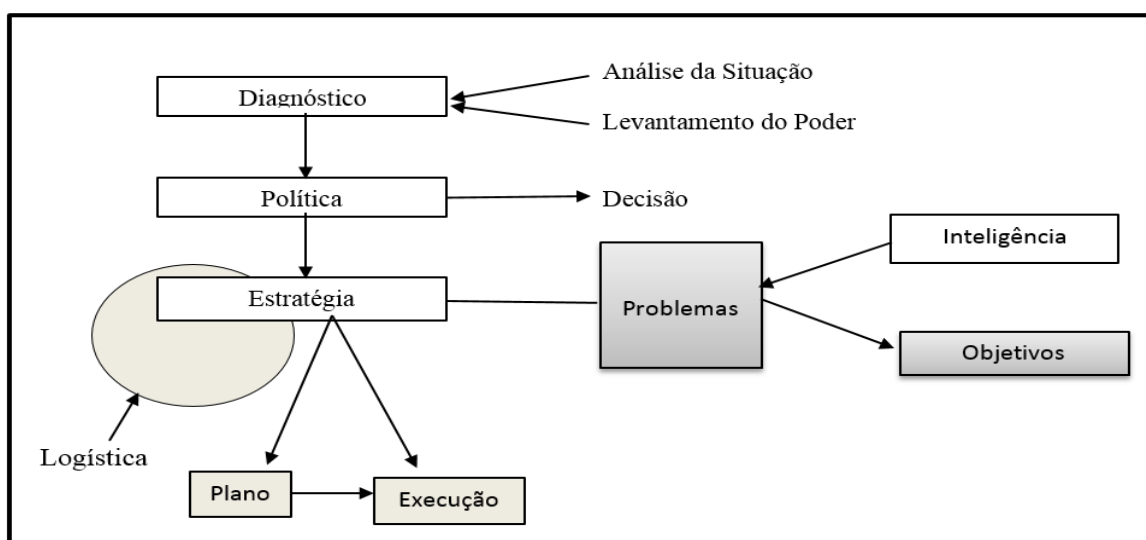 Análise da Situação
Diagnóstico
Levantamento do Poder
Política
Decisão
Inteligência
Estratégia
Problemas
Objetivos
Logística
Plano
Execução